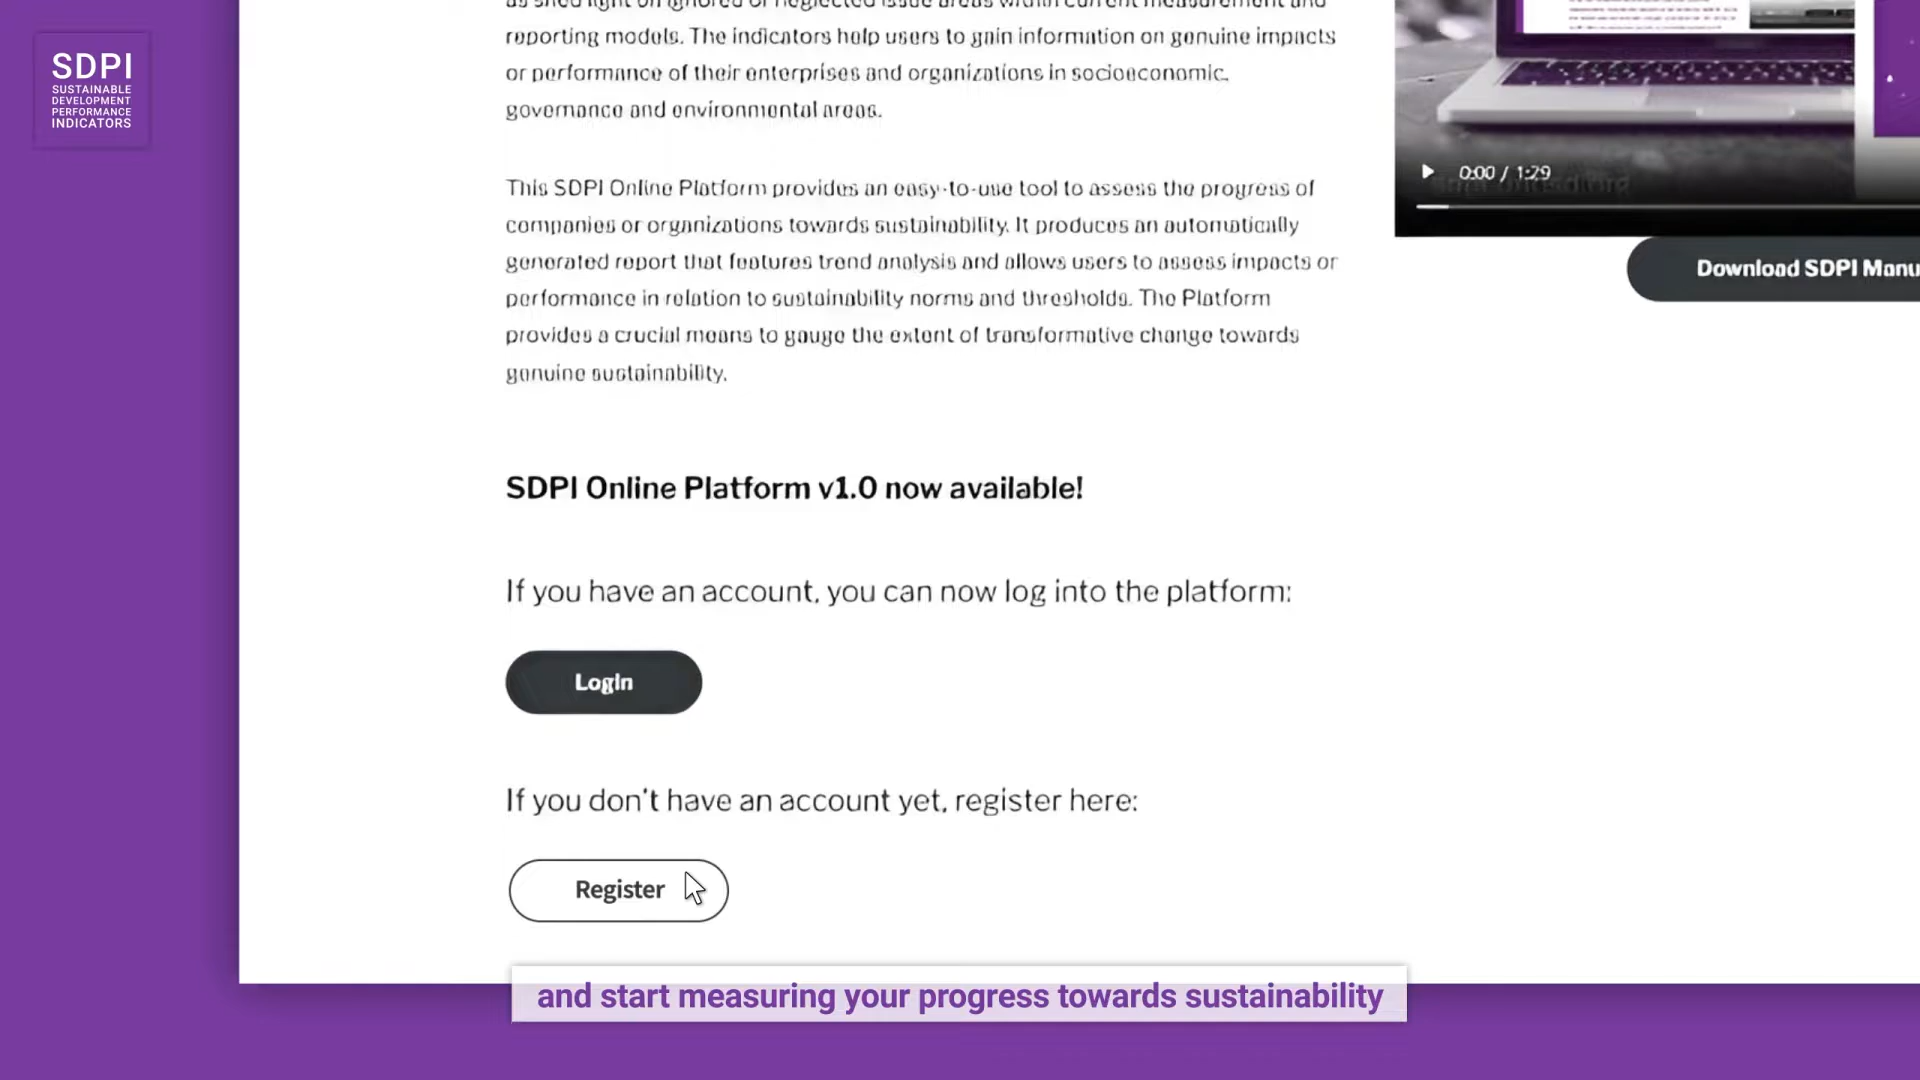 SDPI
SUSTAINABLE
DEVELOPMENT
PERFORMANCE
INDICATORS
reporting models. The indicators help users to gain information on genuine impacts
or performance of their enterprises and organizations in socioeconomic,
governance and environmental areas.
This SDPI Online Platform provides an easy-to-use tool to assess the progress of
companies or organizations towards sustainability. It produces an automatically
generated report that features trend analysis and allows users to assess impacts or
performance in relation to sustainability norms and thresholds. The Platform
provides a crucial means to gauge the extent of transformative change towards
genuine sustainability.
0:00 / 1:29
Download SDPI Manu
SDPI Online Platform v1.0 now available!
If you have an account, you can now log into the platform:
Login
If you don't have an account yet, register here:
Register
and start measuring your progress towards sustainability